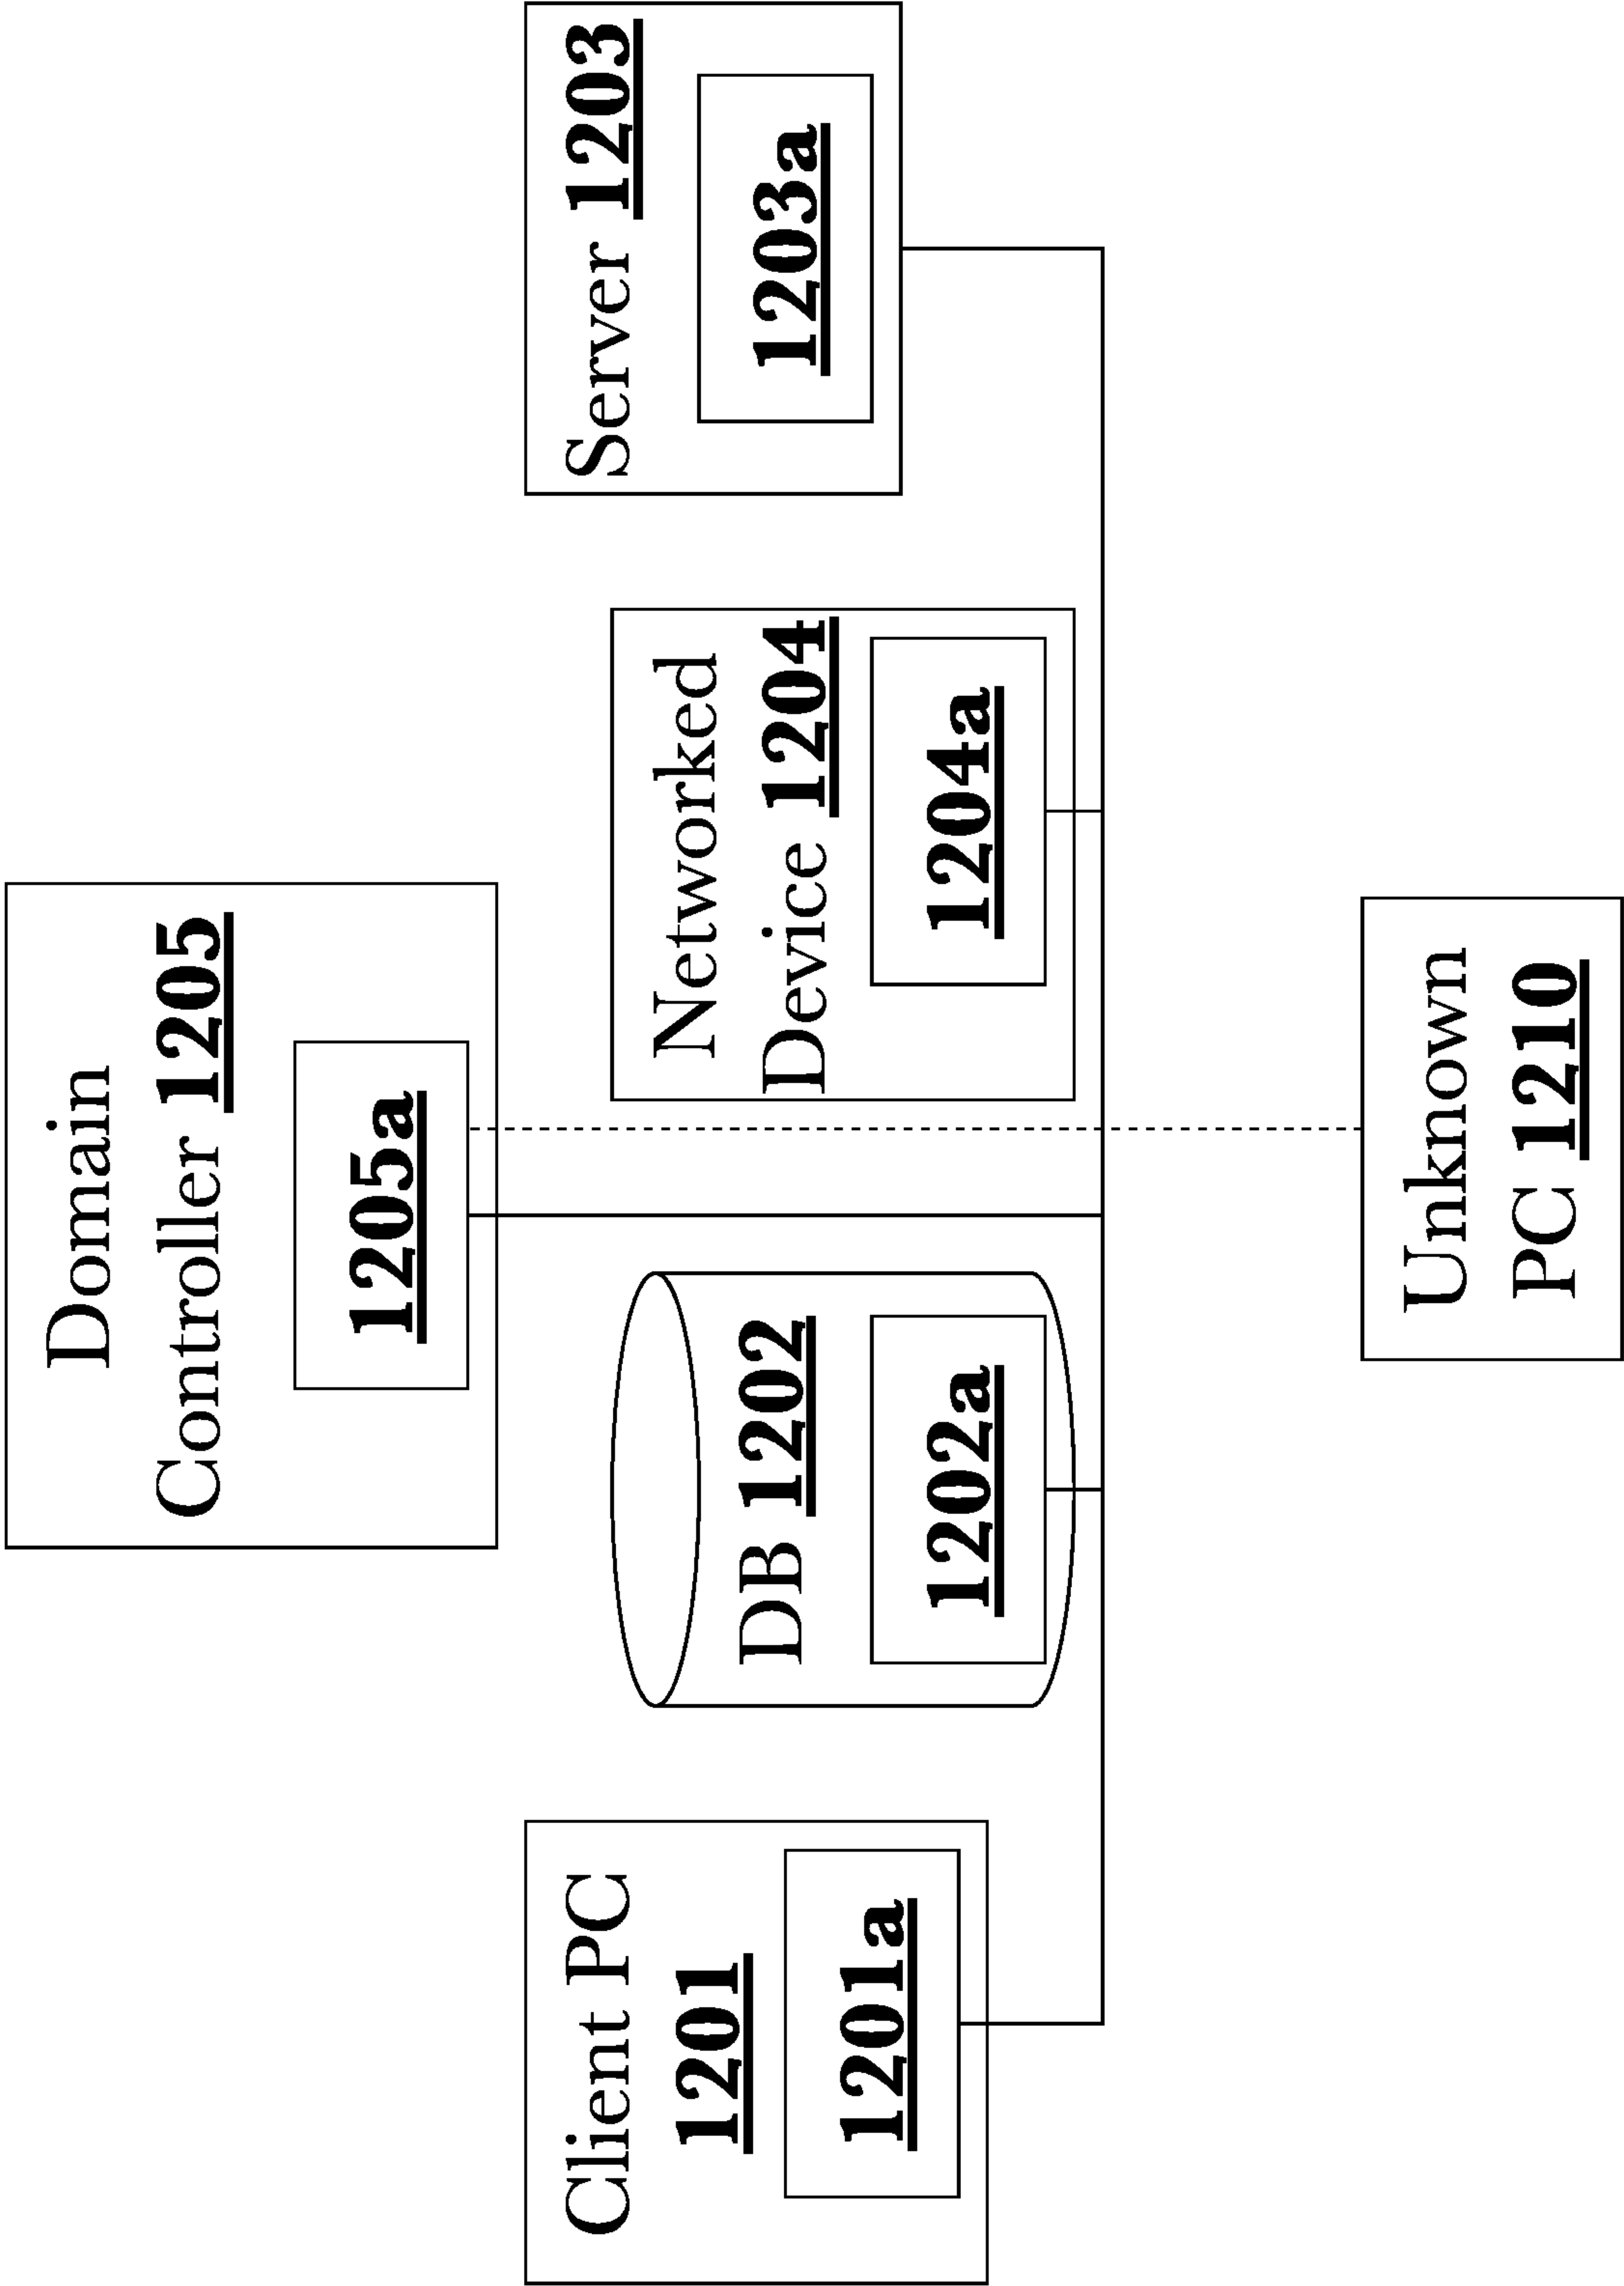 Domain
Controller 1205
1205a
Client PC
1201
1201a
DB 1202
1202a
Networked
Device 1204
1204a
Server 1203
1203a
Unknown
PC 1210